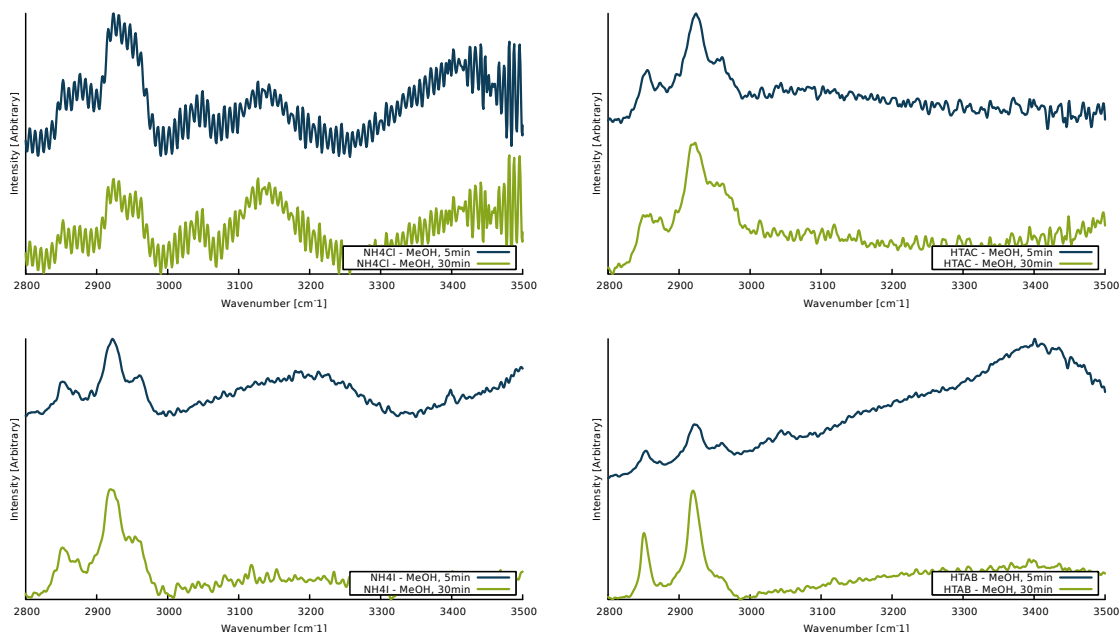 Intensity [Arbitrary]
NH4Cl - MeOH, 5min
NH4Cl - MeOH, 30min
2800 2900 3000 3100 3200 3300 3400 3500
Wavenumber [cm⁻1]
Intensity [Arbitrary]
HTAC - MeOH, 5min
HTAC - MeOH, 30min
2800 2900 3000 3100 3200 3300 3400 3500
Wavenumber [cm⁻1]
Intensity [Arbitrary]
NH4I - MeOH, 5min
NH4I - MeOH, 30min
2800 2900 3000 3100 3200 3300 3400 3500
Wavenumber [cm⁻1]
Intensity [Arbitrary]
HTAB - MeOH, 5min
HTAB - MeOH, 30min
2800 2900 3000 3100 3200 3300 3400 3500
Wavenumber [cm⁻1]